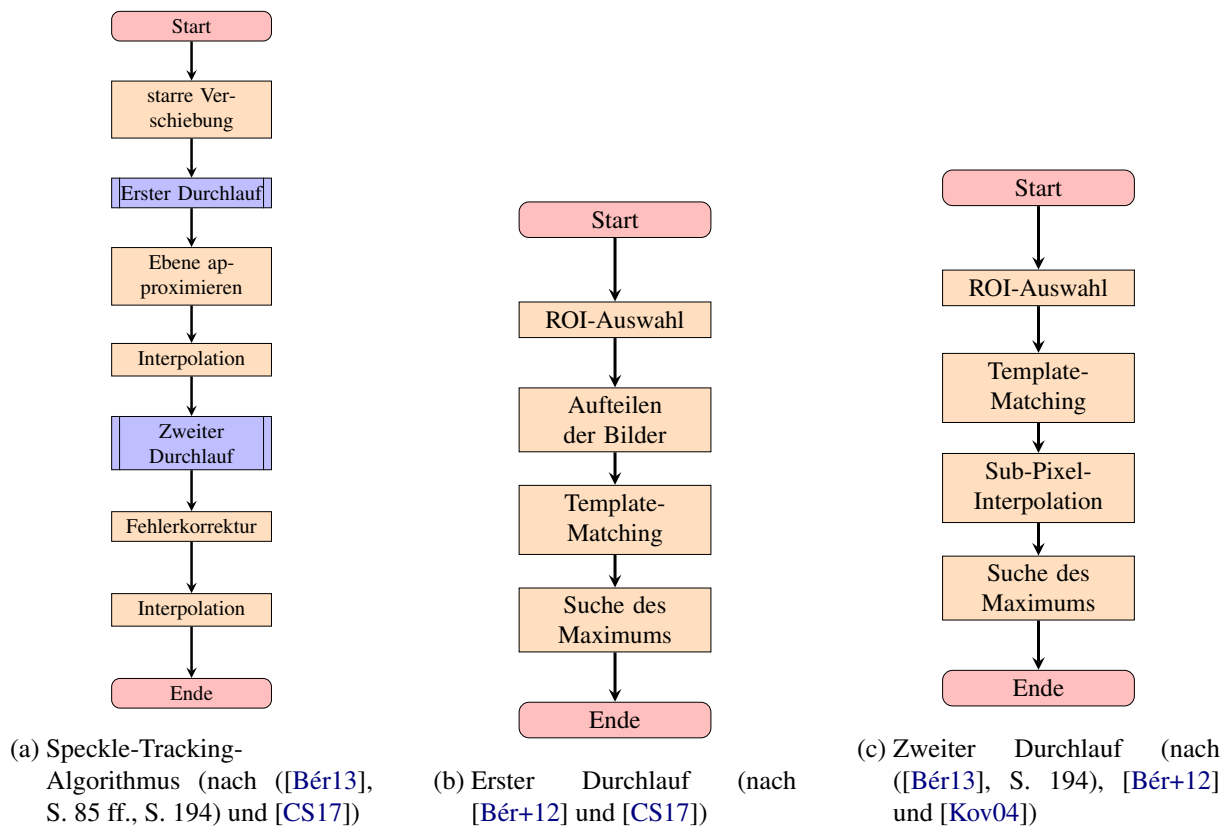 Start
starre Ver-
schiebung
Erster Durchlauf
Ebene ap-
proximieren
Interpolation
Zweiter
Durchlauf
Fehlerkorrektur
Interpolation
Ende
(a) Speckle-Tracking-
Algorithmus (nach ([Bér13],
S. 85 ff., S. 194) und [CS17])
Start
ROI-Auswahl
Aufteilen
der Bilder
Template-
Matching
Suche des
Maximums
Ende
(b) Erster Durchlauf (nach
[Bér+12] und [CS17])
Start
ROI-Auswahl
Template-
Matching
Sub-Pixel-
Interpolation
Suche des
Maximums
Ende
(c) Zweiter Durchlauf (nach
([Bér13], S. 194), [Bér+12]
und [Kov04])